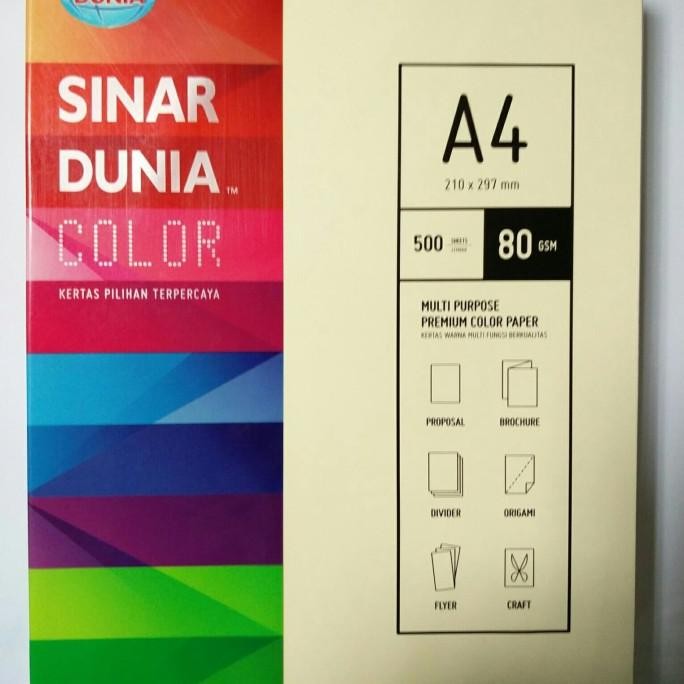 DUNIA
SINAR
DUNIA™
COLOR
KERTAS PILIHAN TERPERCAYA
A4
210 x 297 mm
500 SHEETS
80 GSM
MULTI PURPOSE
PREMIUM COLOR PAPER
KERTAS WARNA MULTI FUNGSI BERKUALITAS
PROPOSAL
BROCHURE
DIVIDER
ORIGAMI
FLYER
CRAFT